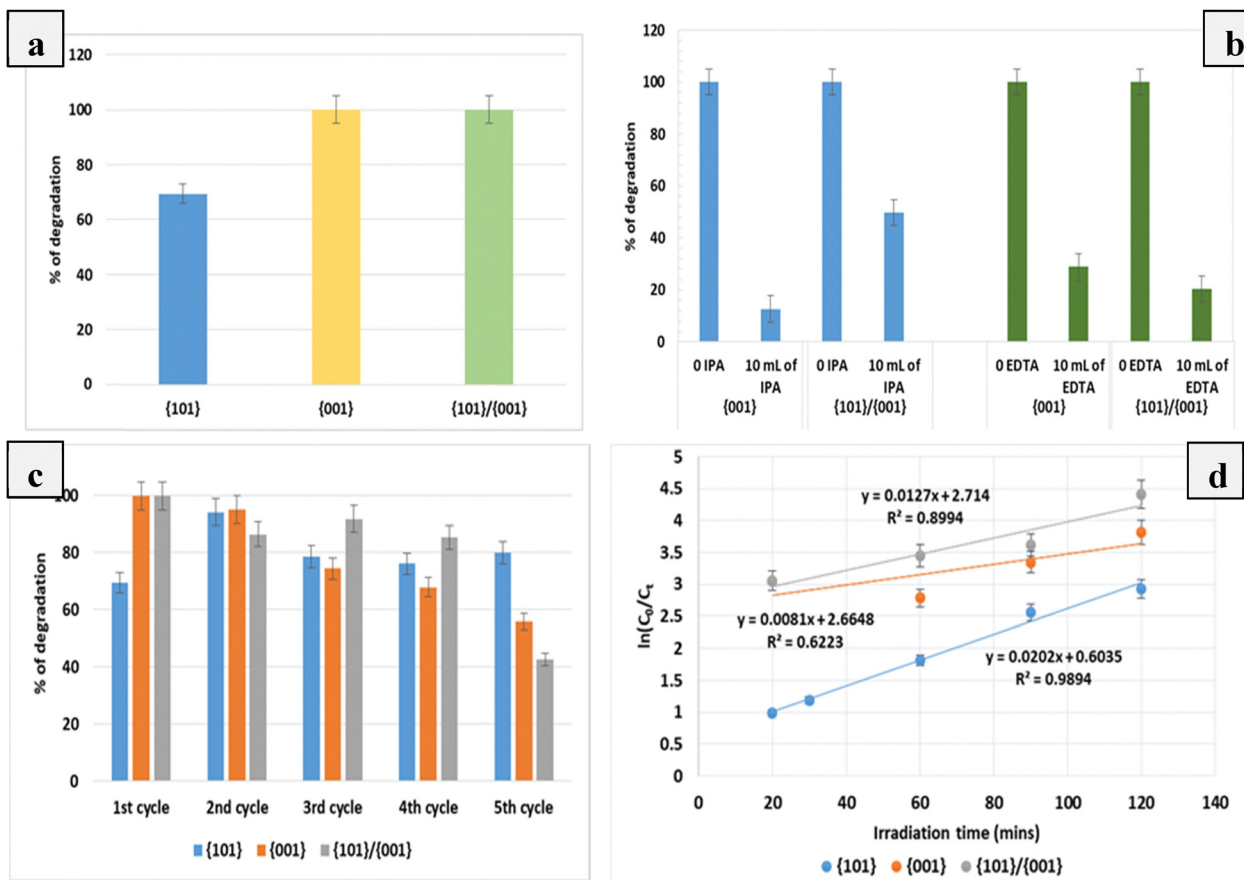 a
120
100
80
60
40
20
0
% of degradation
{101}
{001}
{101}/{001}
b
120
100
80
60
40
20
0
% of degradation
0 IPA
10 mL of
IPA
0 IPA
10 mL of
IPA
0 EDTA
10 mL of
EDTA
0 EDTA
10 mL of
EDTA
{001}
{101}/{001}
{001}
{101}/{001}
c
100
80
60
40
20
0
% of degradation
1st cycle
2nd cycle
3rd cycle
4th cycle
5th cycle
{101}
{001}
{101}/{001}
d
5
4.5
4
3.5
3
2.5
2
1.5
1
0.5
0
ln(C₀/Cₜ)
y = 0.0127x + 2.714
R² = 0.8994
y = 0.0081x + 2.6648
R² = 0.6223
y = 0.0202x + 0.6035
R² = 0.9894
0
20
40
60
80
100
120
140
Irradiation time (mins)
{101}
{001}
{101}/{001}